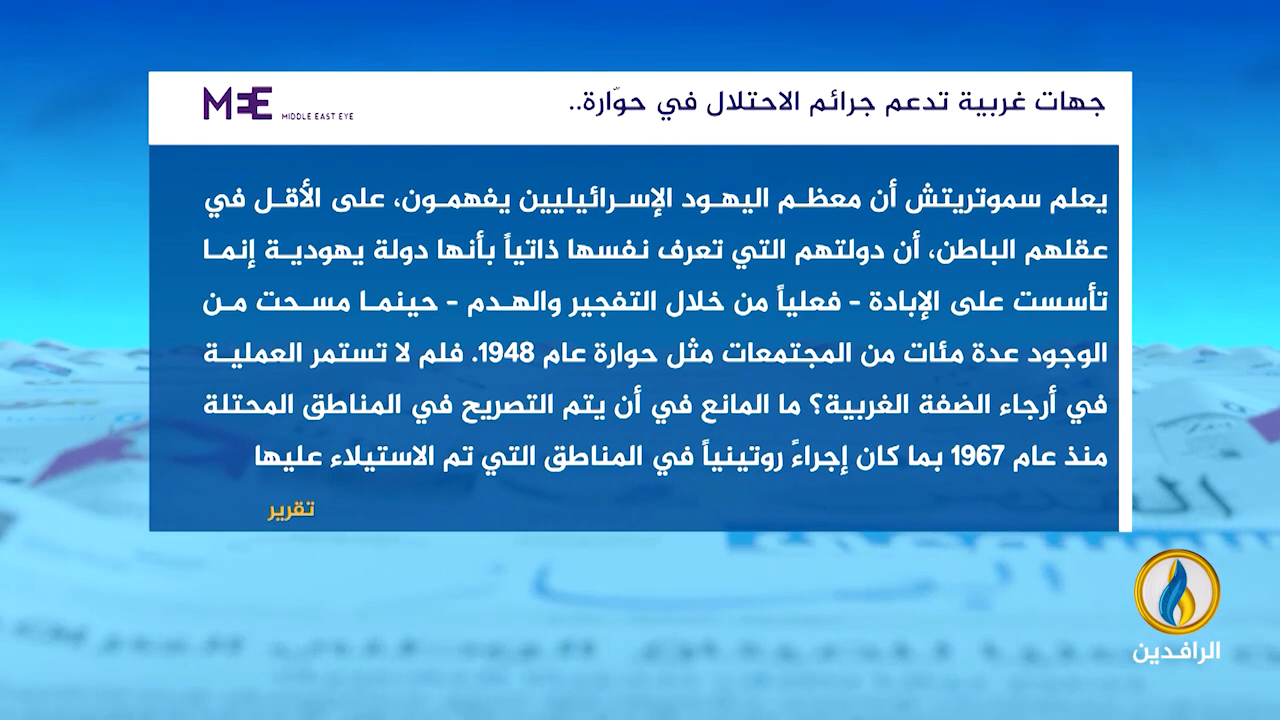 جهات غربية تدعم جرائم الاحتلال في حوّارة..
MEE
MIDDLE EAST EYE
يعلم سموتريتش أن معظم اليهود الإسرائيليين يفهمون، على الأقل في
عقلهم الباطن، أن دولتهم التي تعرف نفسها ذاتياً بأنها دولة يهودية إنما
تأسست على الإبادة - فعلياً من خلال التفجير والهدم - حينما مسحت من
الوجود عدة مئات من المجتمعات مثل حوارة عام 1948. فلم لا تستمر العملية
في أرجاء الضفة الغربية؟ ما المانع في أن يتم التصريح في المناطق المحتلة
منذ عام 1967 بما كان إجراءً روتينياً في المناطق التي تم الاستيلاء عليها
تقرير
الرافدين